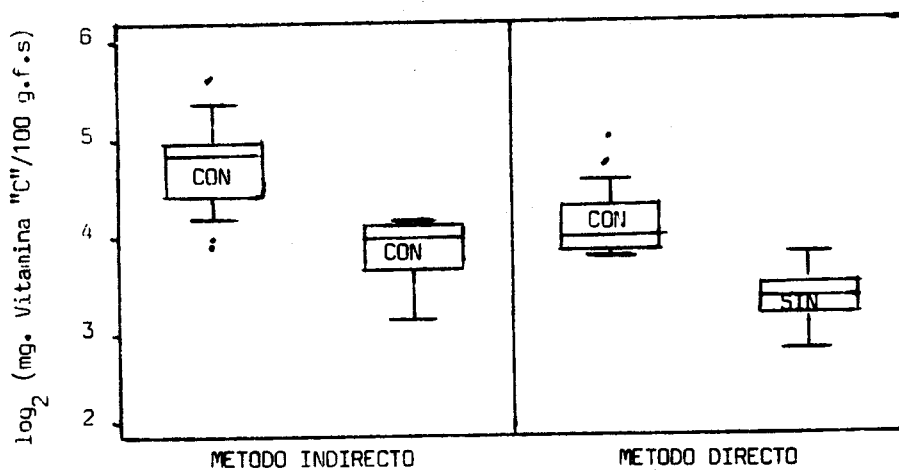 log2 (mg. Vitamina "C"/100 g.f.s)
6
5
4
3
2
CON
CON
CON
SIN
METODO INDIRECTO
METODO DIRECTO